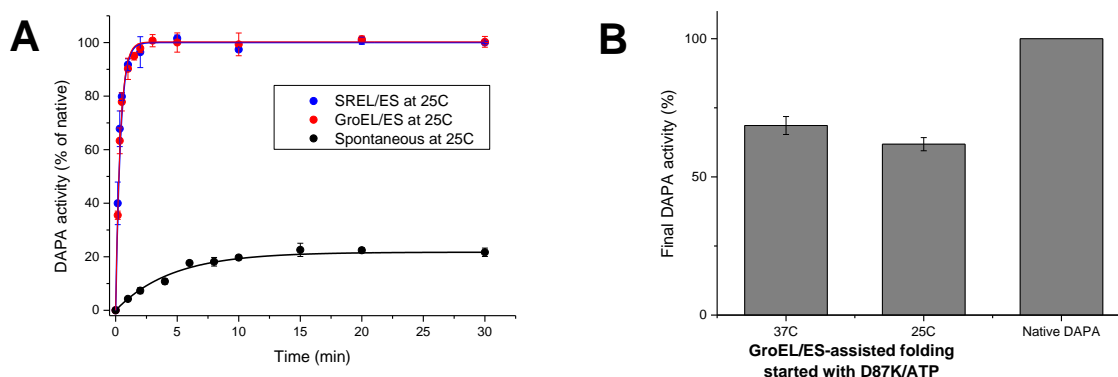 A
DAPA activity (% of native)
100
80
60
40
20
0
SREL/ES at 25C
GroEL/ES at 25C
Spontaneous at 25C
0
5
10
15
20
25
30
Time (min)
B
Final DAPA activity (%)
100
50
0
37C
25C
Native DAPA
GroEL/ES-assisted folding
started with D87K/ATP